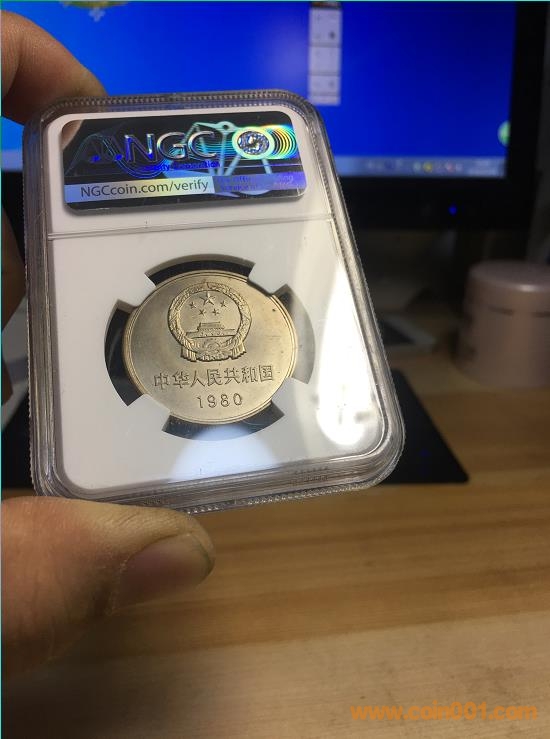 NGC
NGCcoin.com/verify
中华人民共和国
1980
www.coin001.com